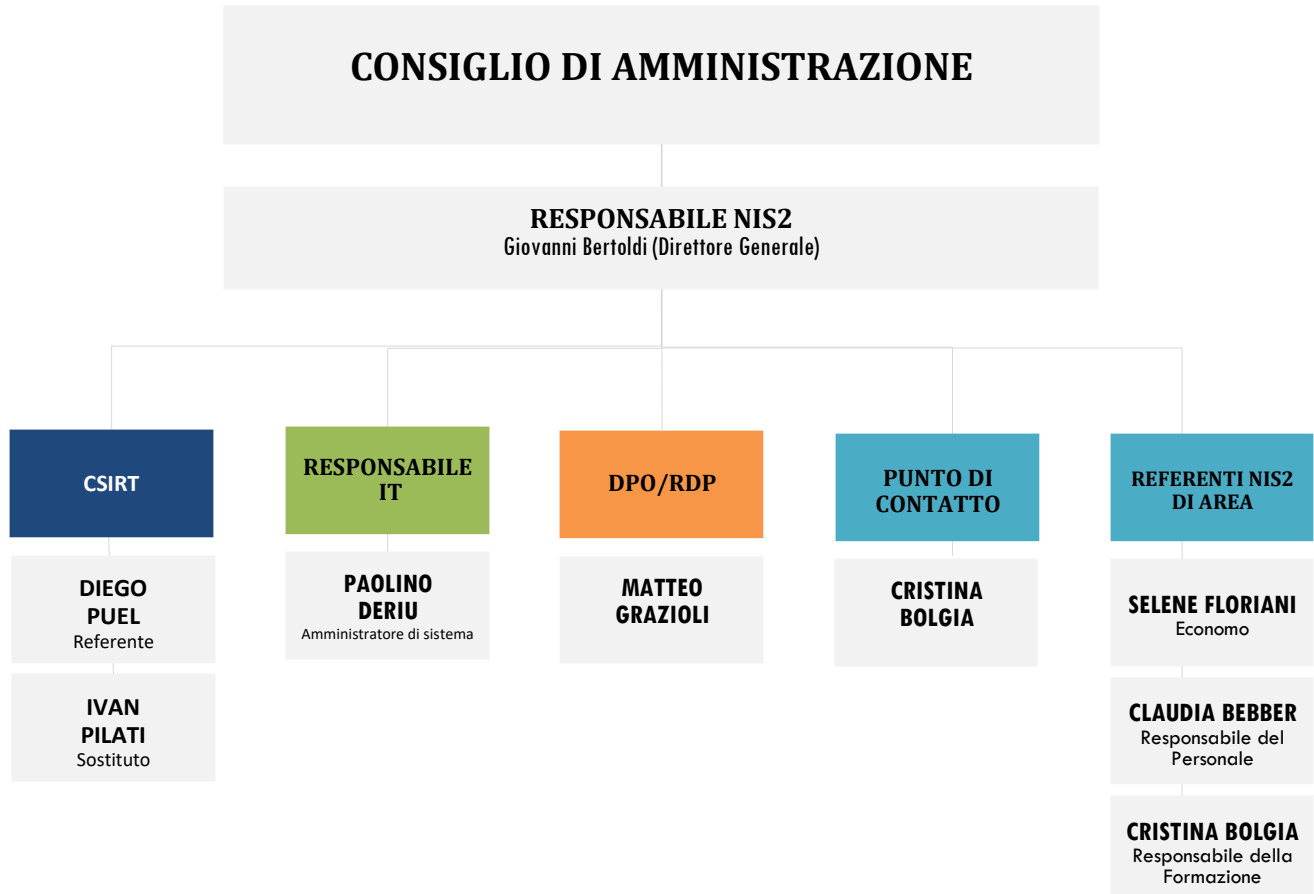 CONSIGLIO DI AMMINISTRAZIONE
RESPONSABILE NIS2
Giovanni Bertoldi (Direttore Generale)
CSIRT
DIEGO
PUEL
Referente
IVAN
PILATI
Sostituto
RESPONSABILE
IT
PAOLINO
DERIU
Amministratore di sistema
DPO/RDP
MATTEO
GRAZIOLI
PUNTO DI
CONTATTO
CRISTINA
BOLGIA
REFERENTI NIS2
DI AREA
SELENE FLORIANI
Economo
CLAUDIA BEBBER
Responsabile del
Personale
CRISTINA BOLGIA
Responsabile della
Formazione